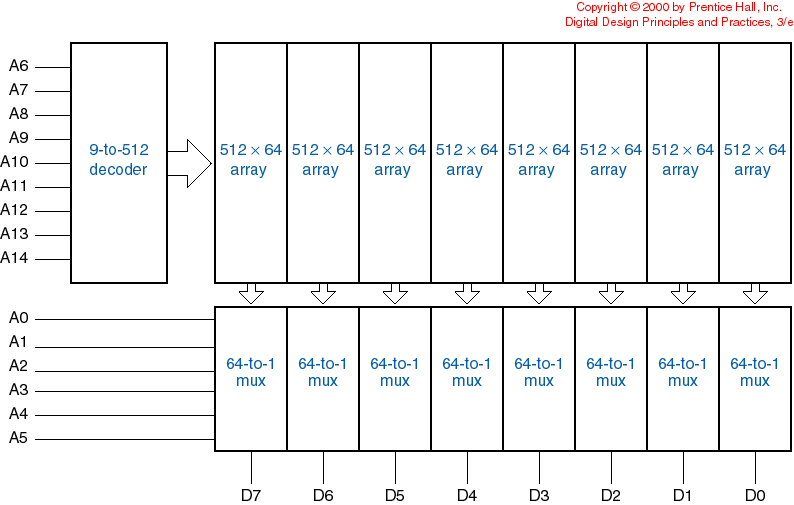 Copyright © 2000 by Prentice Hall, Inc.
Digital Design Principles and Practices, 3/e
A6
A7
A8
A9
A10
A11
A12
A13
A14
9-to-512
decoder
512 × 64
array
512 × 64
array
512 × 64
array
512 × 64
array
512 × 64
array
512 × 64
array
512 × 64
array
512 × 64
array
A0
A1
A2
A3
A4
A5
64-to-1
mux
64-to-1
mux
64-to-1
mux
64-to-1
mux
64-to-1
mux
64-to-1
mux
64-to-1
mux
64-to-1
mux
D7
D6
D5
D4
D3
D2
D1
D0